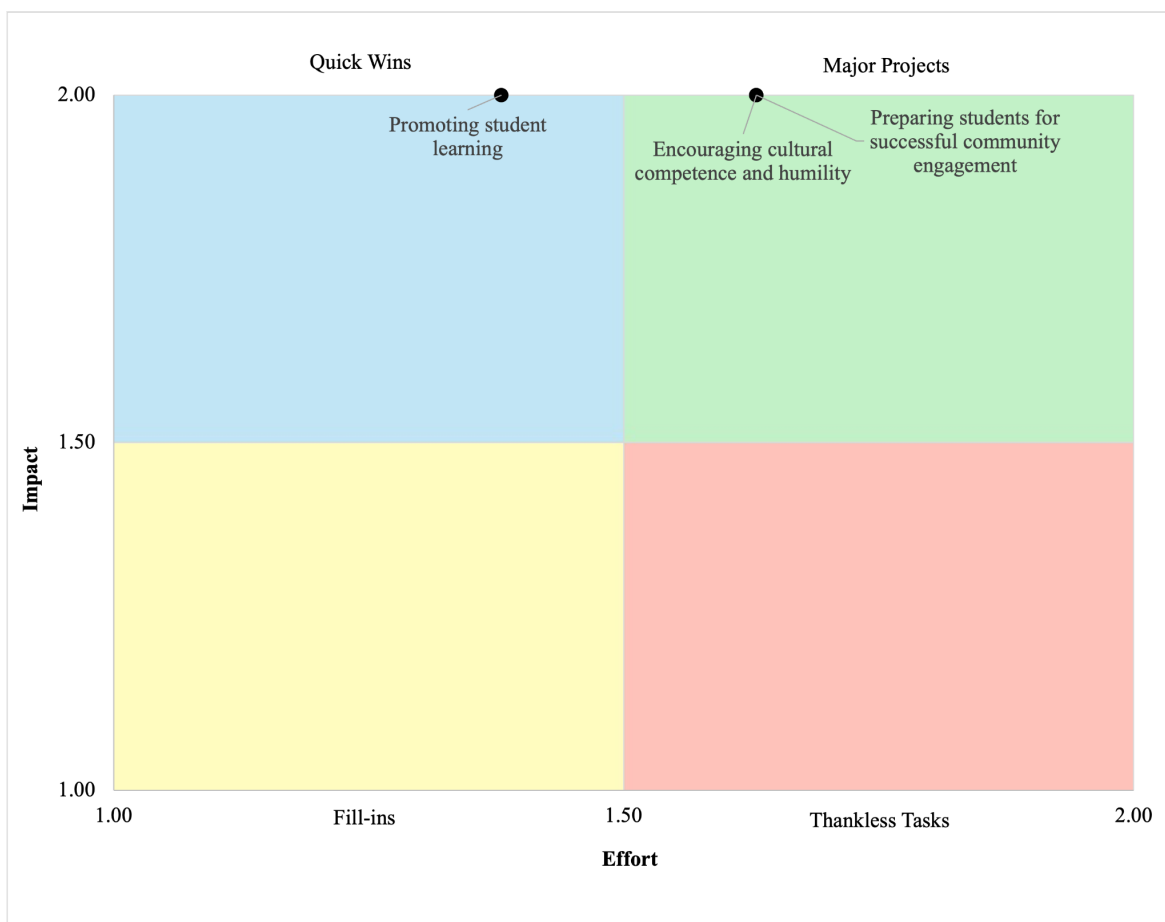 Quick Wins
Major Projects
2.00
Promoting student
learning
Encouraging cultural
competence and humility
Preparing students for
successful community
engagement
1.50
Impact
1.00
1.00
Fill-ins
1.50
Thankless Tasks
2.00
Effort